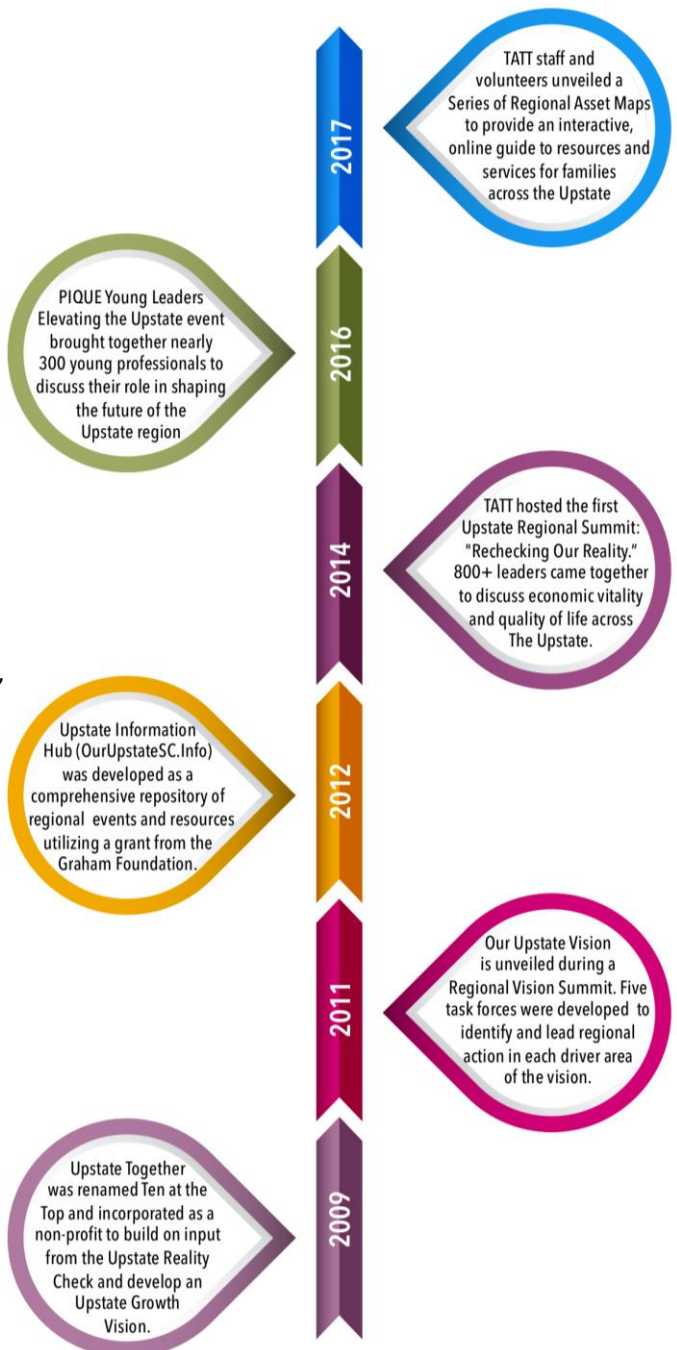 2017
TATT staff and
volunteers unveiled a
Series of Regional Asset Maps
to provide an interactive,
online guide to resources and
services for families
across the Upstate
2016
PIQUE Young Leaders
Elevating the Upstate event
brought together nearly
300 young professionals to
discuss their role in shaping
the future of the
Upstate region
2014
TATT hosted the first
Upstate Regional Summit:
"Rechecking Our Reality.“
800+ leaders came together
to discuss economic vitality
and quality of life across
The Upstate.
2012
Upstate Information
Hub (OurUpstateSC.Info)
was developed as a
comprehensive repository of
regional events and resources
utilizing a grant from the
Graham Foundation.
2011
Our Upstate Vision
is unveiled during a
Regional Vision Summit. Five
task forces were developed to
identify and lead regional
action in each driver area
of the vision.
2009
Upstate Together
was renamed Ten at the
Top and incorporated as a
non-profit to build on input
from the Upstate Reality
Check and develop an
Upstate Growth
Vision.